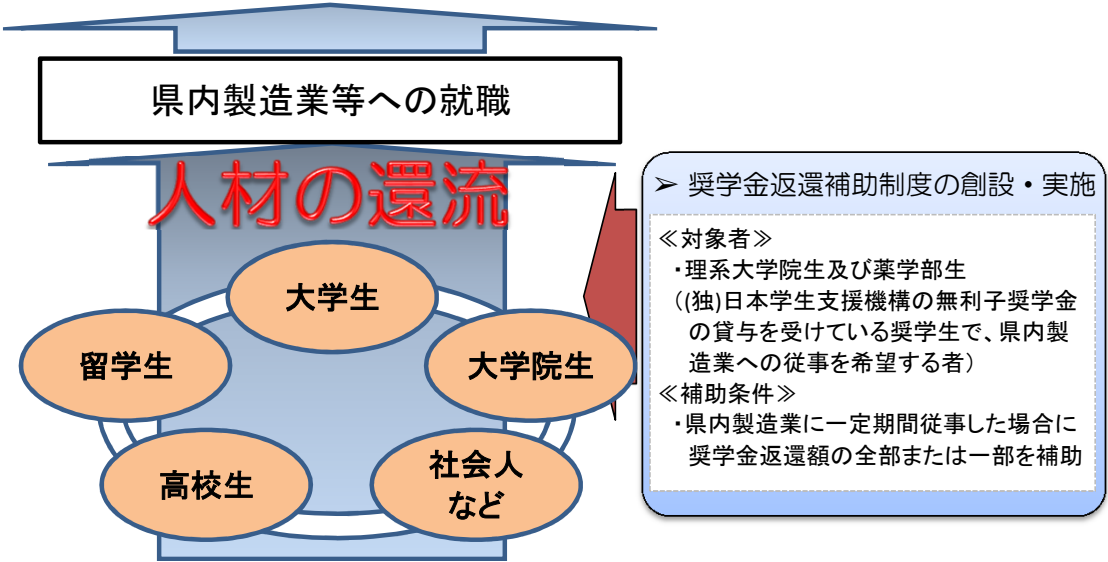 県内製造業等への就職
人材の還流
大学生
留学生
大学院生
高校生
社会人
など
➢ 奨学金返還補助制度の創設・実施
≪対象者≫
・理系大学院生及び薬学部生
((独)日本学生支援機構の無利子奨学金
の貸与を受けている奨学生で、県内製
造業への従事を希望する者)
≪補助条件≫
・県内製造業に一定期間従事した場合に
奨学金返還額の全部または一部を補助